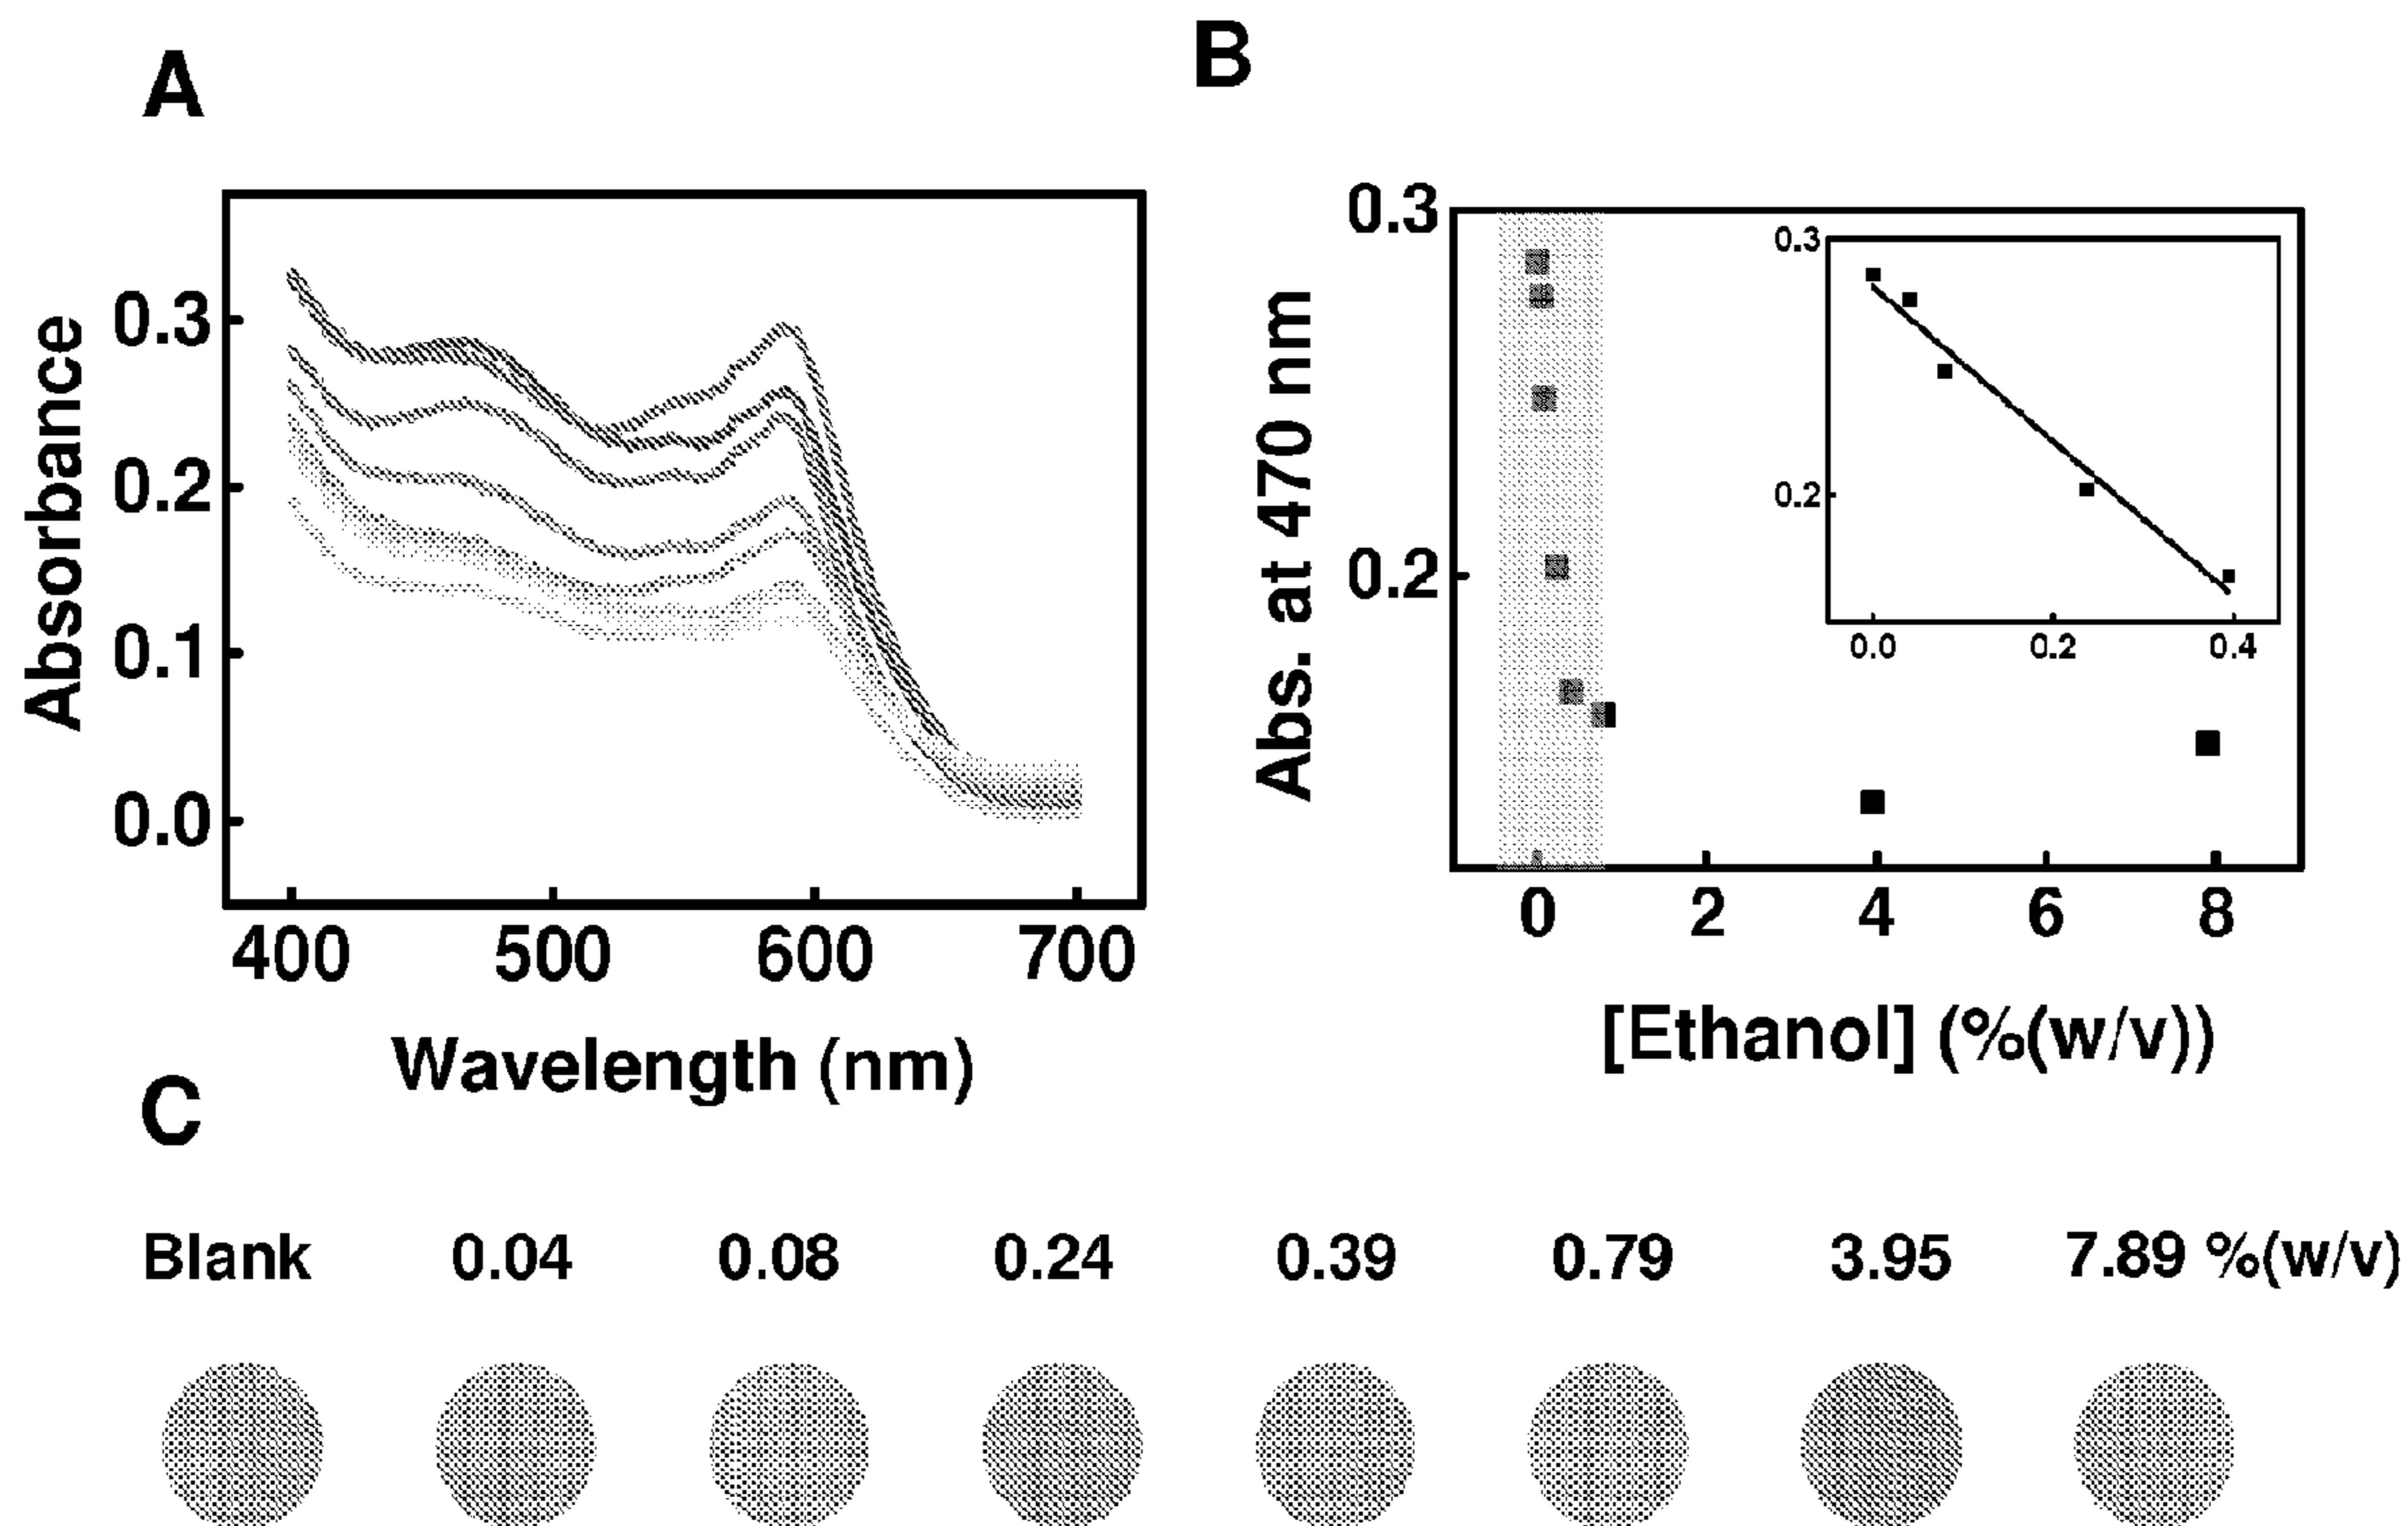 A
B
Absorbance
0.3
0.2
0.1
0.0
400 500 600 700
Wavelength (nm)
Abs. at 470 nm
0.3
0.2
0 2 4 6 8
[Ethanol] (%(w/v))
0.3
0.2
0.0 0.2 0.4
C
Blank 0.04 0.08 0.24 0.39 0.79 3.95 7.89 %(w/v)